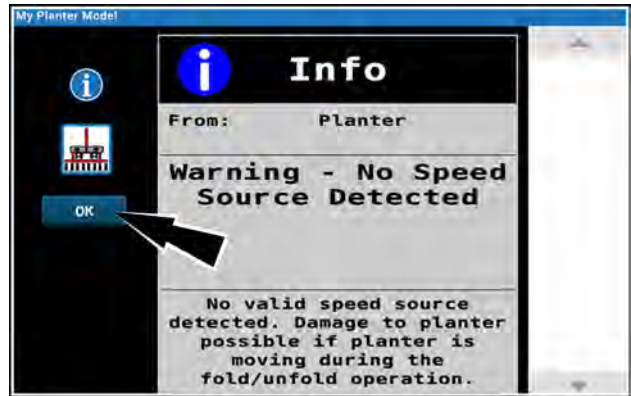 My Planter Model
Info
From: Planter
Warning - No Speed
Source Detected
OK
No valid speed source
detected. Damage to planter
possible if planter is
moving during the
fold/unfold operation.